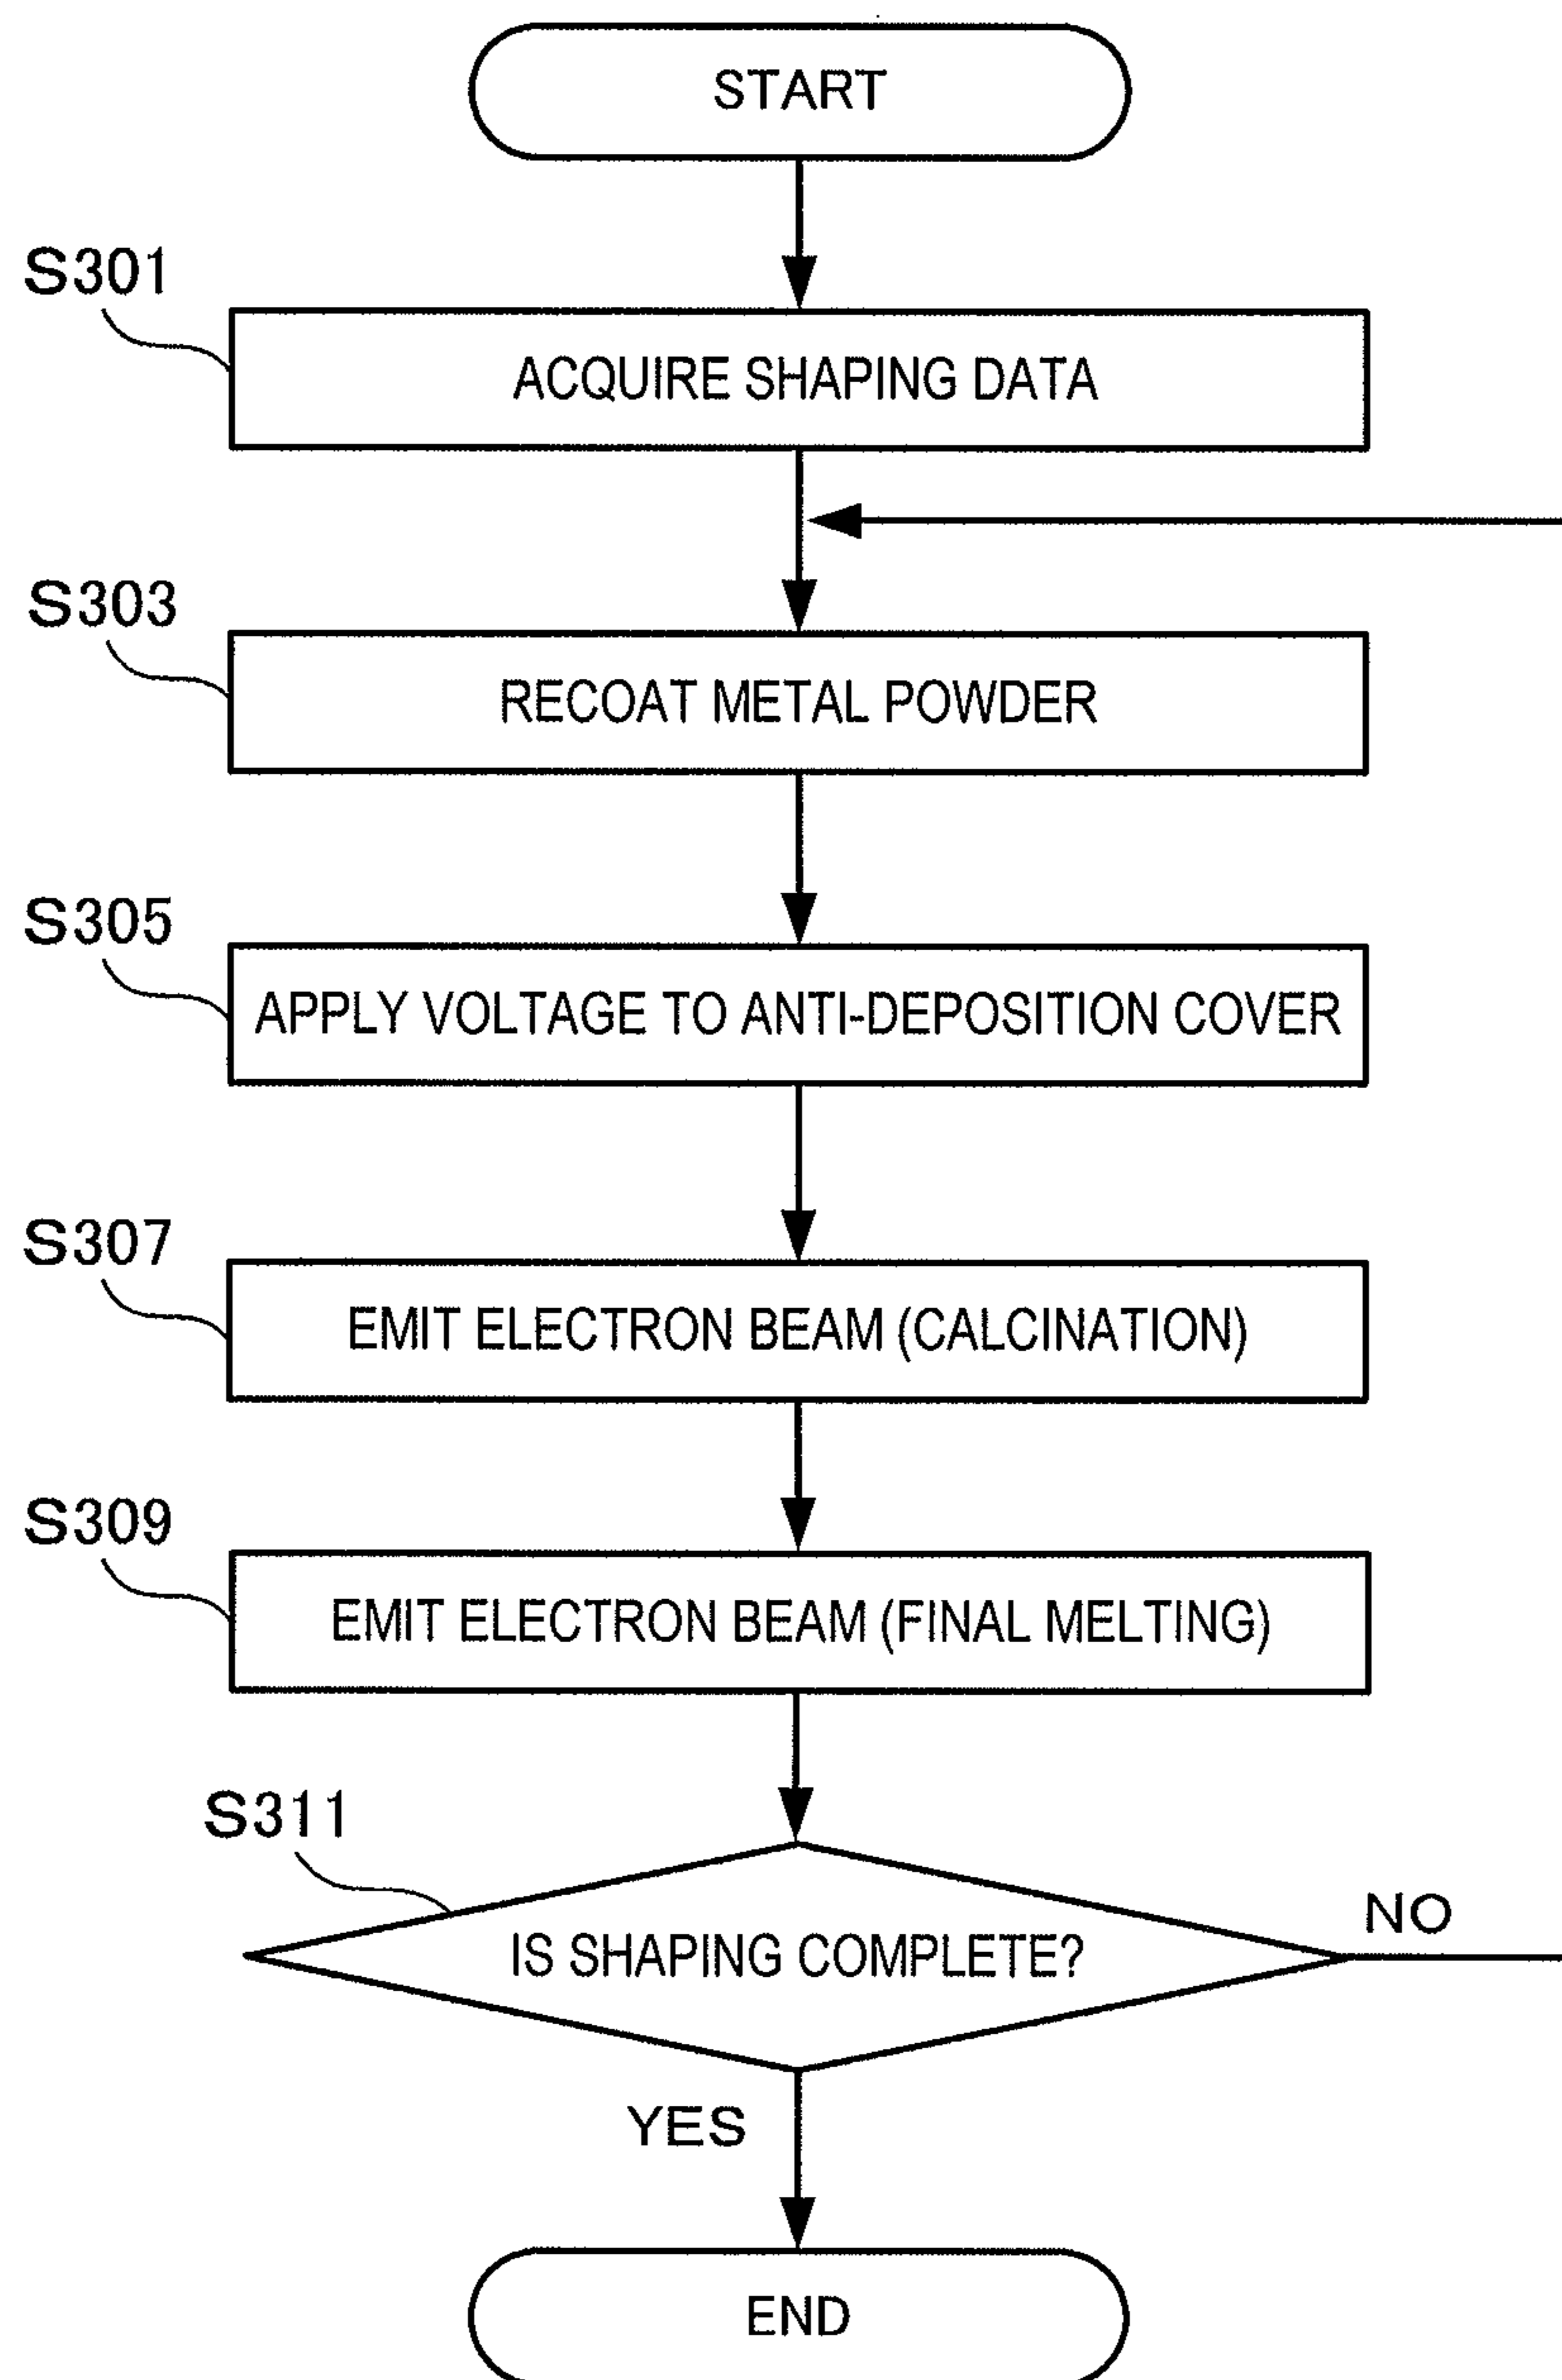 START
S301
ACQUIRE SHAPING DATA
S303
RECOAT METAL POWDER
S305
APPLY VOLTAGE TO ANTI-DEPOSITION COVER
S307
EMIT ELECTRON BEAM (CALCINATION)
S309
EMIT ELECTRON BEAM (FINAL MELTING)
S311
IS SHAPING COMPLETE?
NO
YES
END